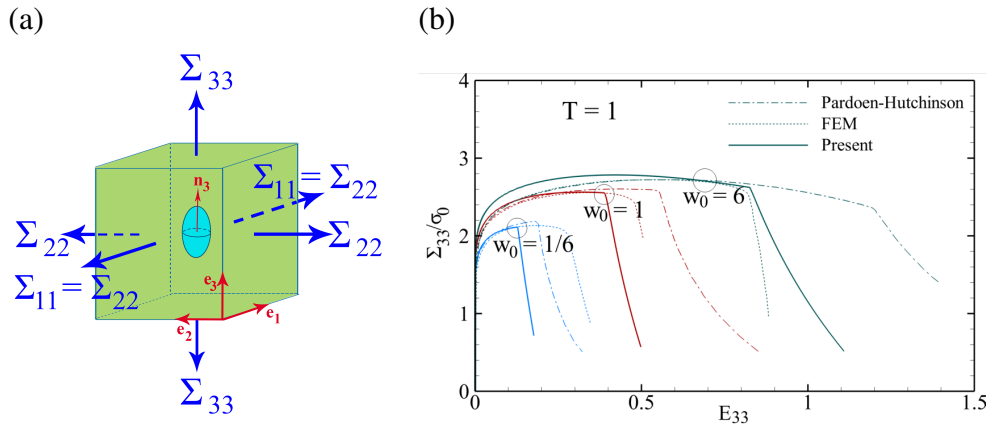 (a)
(b)
Σ33
n3
Σ11 = Σ22
Σ22
Σ22
Σ11 = Σ22
e3
e2
e1
Σ33
4
3
2
1
0
Σ33/σ0
T = 1
Pardoen-Hutchinson
FEM
Present
w0 = 1/6
w0 = 1
w0 = 6
0
0.5
1
1.5
E33